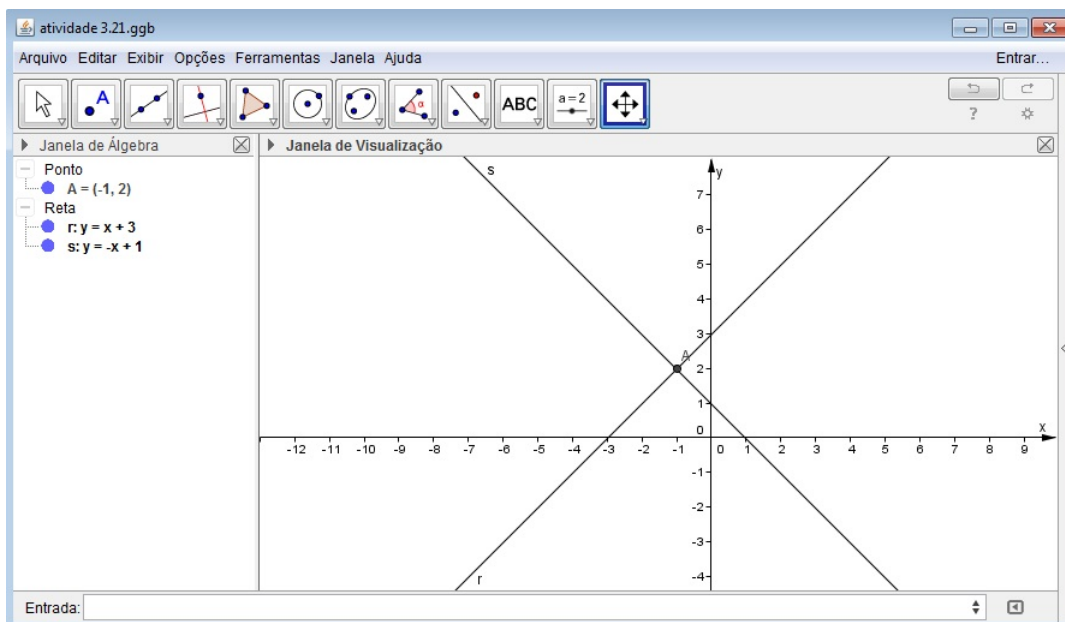 atividade 3.21.ggb
Arquivo Editar Exibir Opções Ferramentas Janela Ajuda Entrar...
A ABC a=2 α ?
Janela de Álgebra
Janela de Visualização
Ponto
A = (-1, 2)
Reta
r: y = x + 3
s: y = -x + 1
s
y
7
6
5
4
3
A
2
1
0
x
-12 -11 -10 -9 -8 -7 -6 -5 -4 -3 -2 -1 0 1 2 3 4 5 6 7 8 9
-1
-2
-3
-4
r
Entrada: